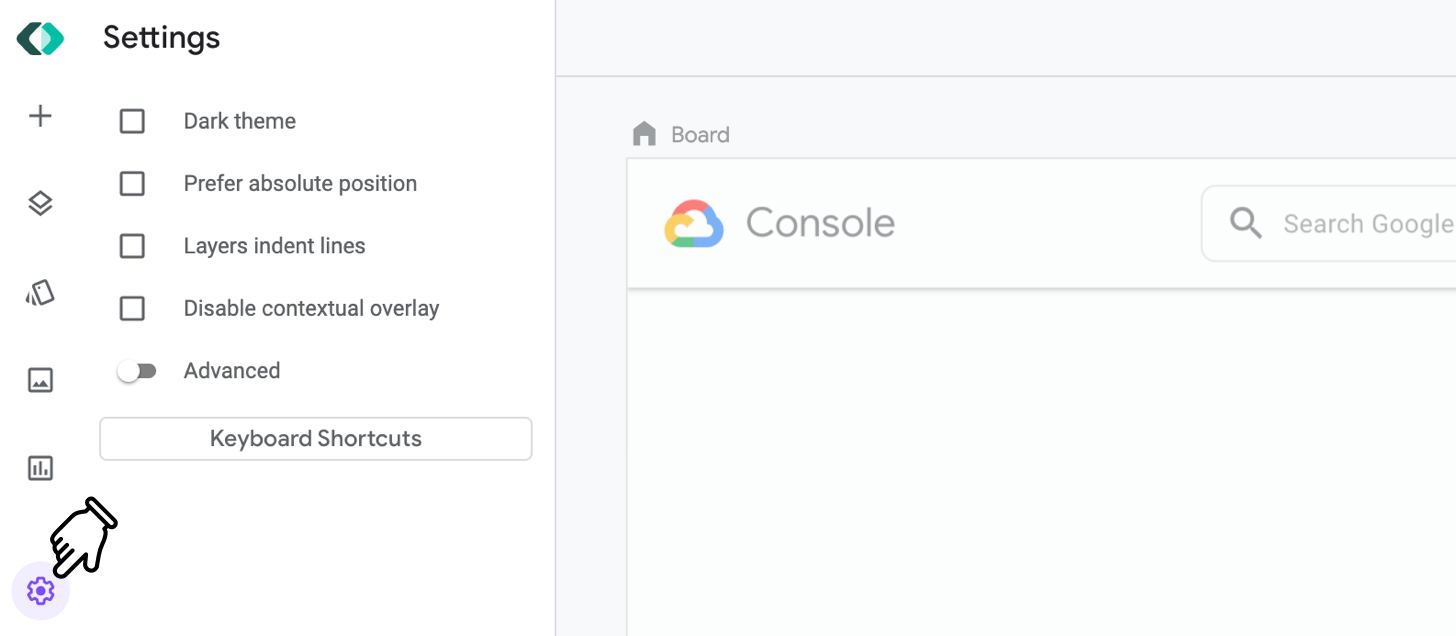 Settings
Dark theme
Prefer absolute position
Layers indent lines
Disable contextual overlay
Advanced
Keyboard Shortcuts
Board
Console
Search Google